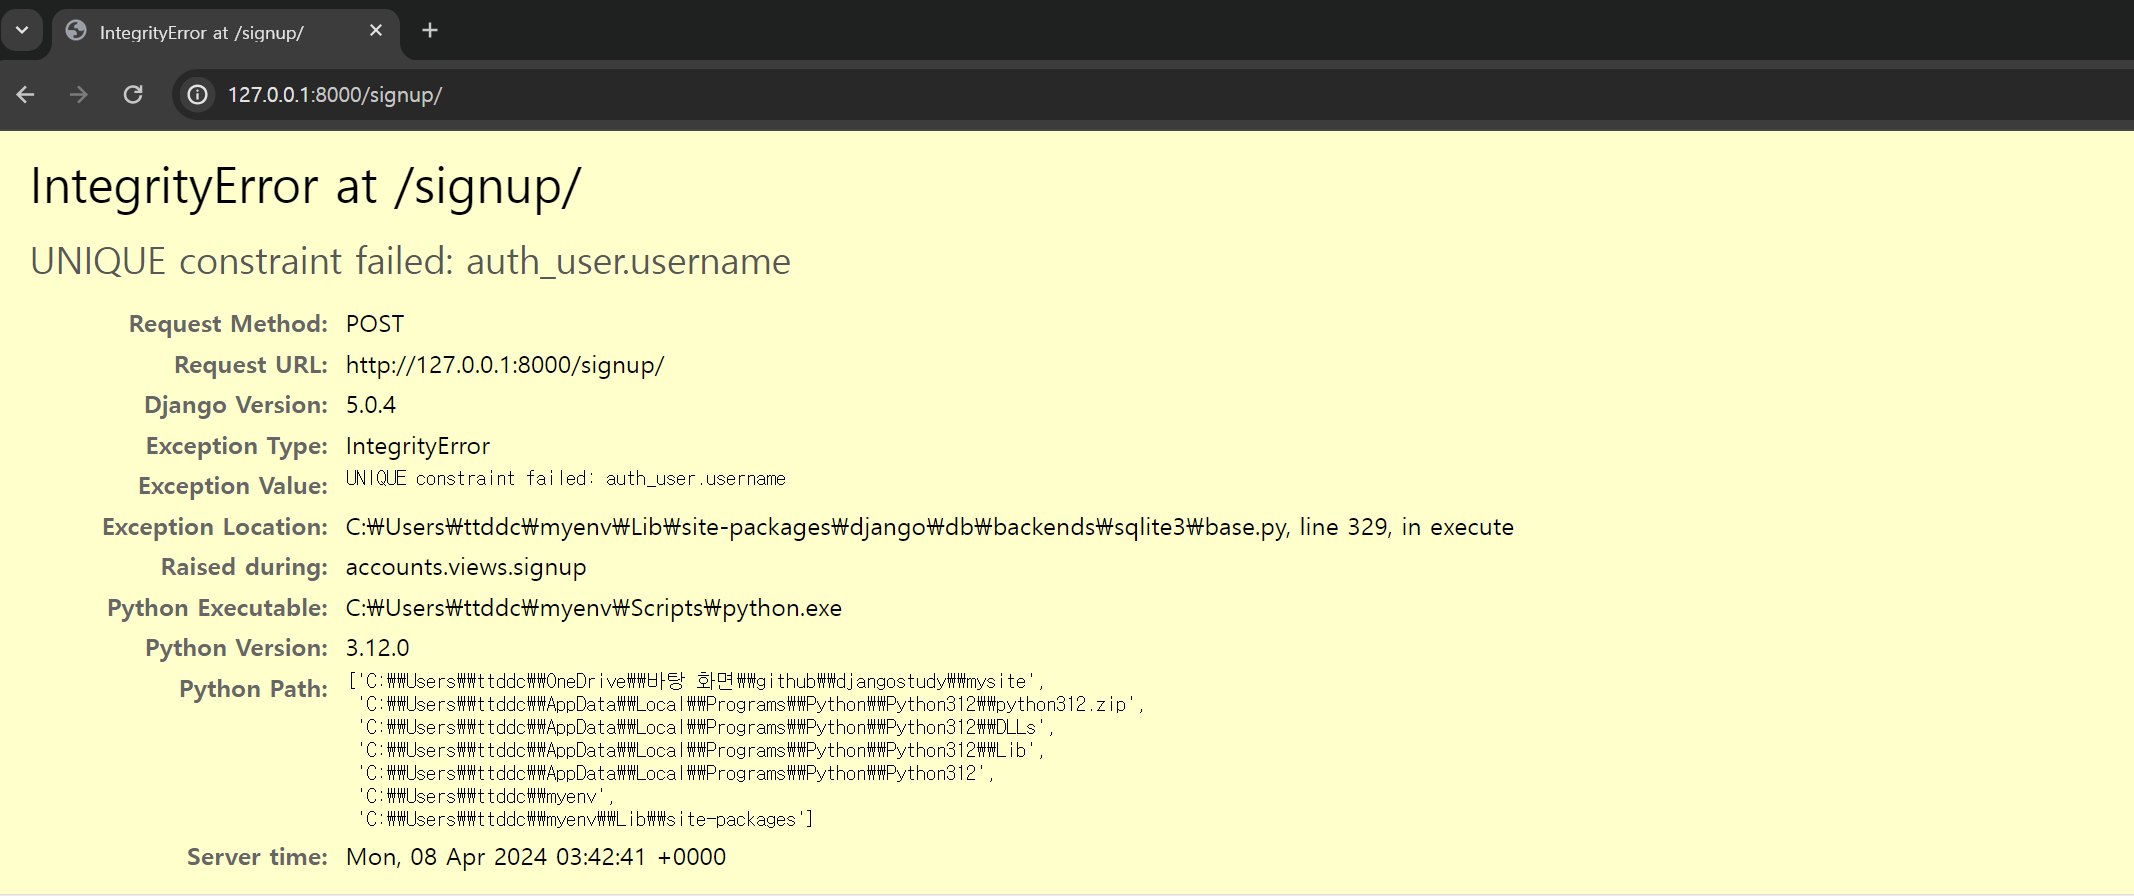 IntegrityError at /signup/
127.0.0.1:8000/signup/
IntegrityError at /signup/
UNIQUE constraint failed: auth_user.username
Request Method: POST
Request URL: http://127.0.0.1:8000/signup/
Django Version: 5.0.4
Exception Type: IntegrityError
Exception Value: UNIQUE constraint failed: auth_user.username
Exception Location: C:₩Users₩ttddc₩myenv₩Lib₩site-packages₩django₩db₩backends₩sqlite3₩base.py, line 329, in execute
Raised during: accounts.views.signup
Python Executable: C:₩Users₩ttddc₩myenv₩Scripts₩python.exe
Python Version: 3.12.0
Python Path: ['C:₩₩Users₩₩ttddc₩₩OneDrive₩₩바탕 화면₩₩github₩₩djangostudy₩₩mysite',
'C:₩₩Users₩₩ttddc₩₩AppData₩₩Local₩₩Programs₩₩Python₩₩Python312₩₩python312.zip',
'C:₩₩Users₩₩ttddc₩₩AppData₩₩Local₩₩Programs₩₩Python₩₩Python312₩₩DLLs',
'C:₩₩Users₩₩ttddc₩₩AppData₩₩Local₩₩Programs₩₩Python₩₩Python312₩₩Lib',
'C:₩₩Users₩₩ttddc₩₩AppData₩₩Local₩₩Programs₩₩Python₩₩Python312',
'C:₩₩Users₩₩ttddc₩₩myenv',
'C:₩₩Users₩₩ttddc₩₩myenv₩₩Lib₩₩site-packages']
Server time: Mon, 08 Apr 2024 03:42:41 +0000